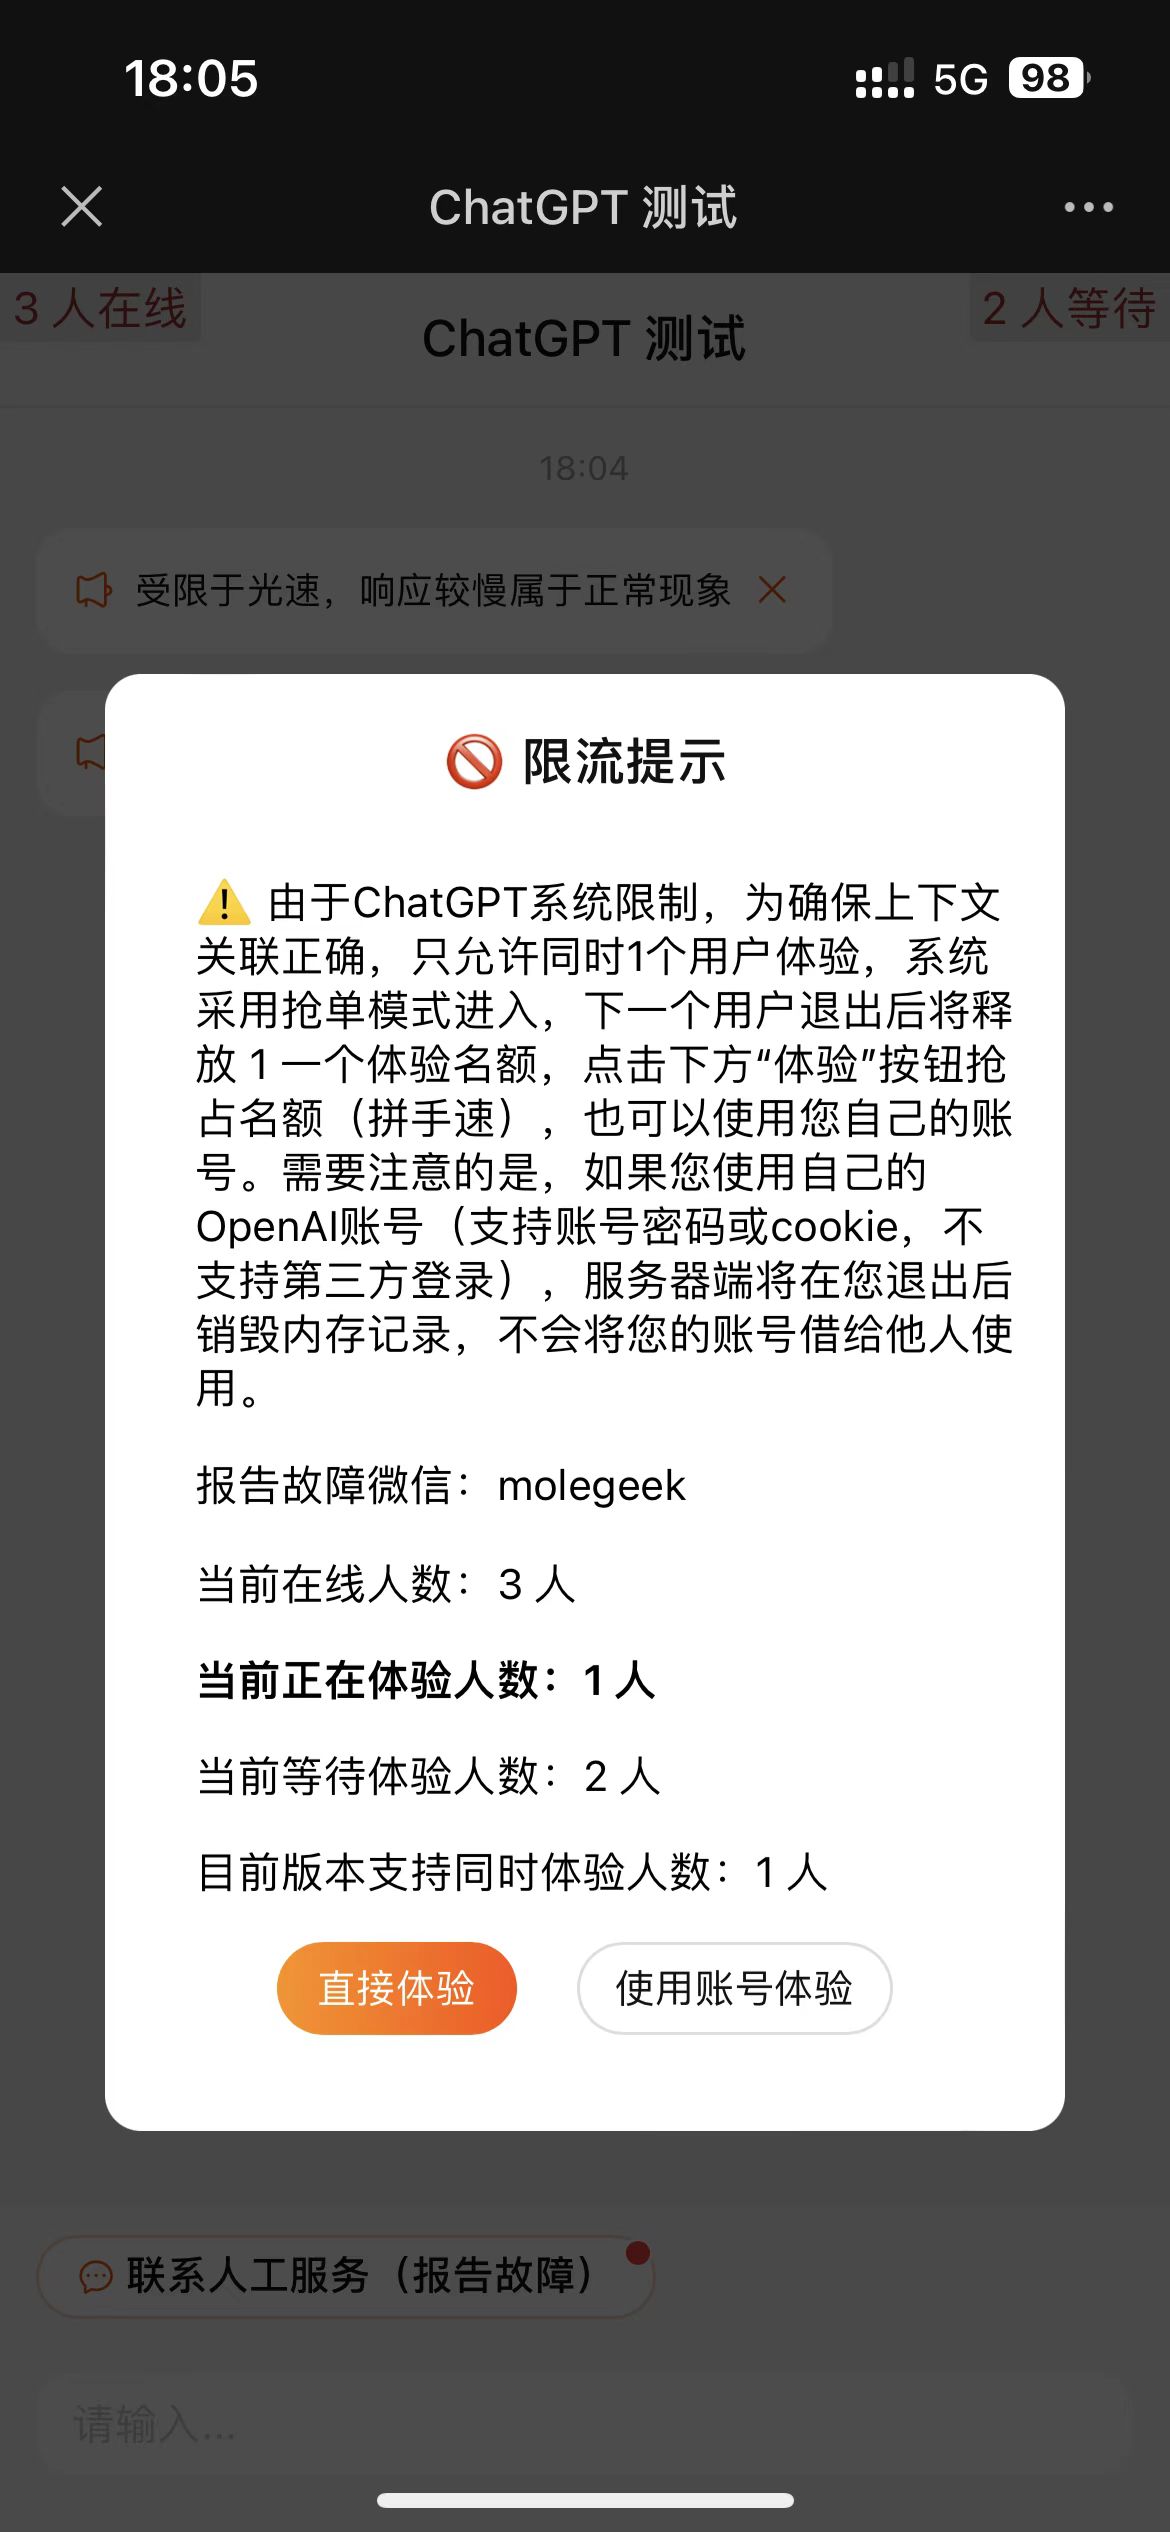 18:05
5G 98
ChatGPT 测试
3 人在线
2 人等待
ChatGPT 测试
18:04
受限于光速，响应较慢属于正常现象
🚫 限流提示
⚠️ 由于ChatGPT系统限制，为确保上下文
关联正确，只允许同时1个用户体验，系统
采用抢单模式进入，下一个用户退出后将释
放 1 一个体验名额，点击下方“体验”按钮抢
占名额（拼手速），也可以使用您自己的账
号。需要注意的是，如果您使用自己的
OpenAI账号（支持账号密码或cookie，不
支持第三方登录），服务器端将在您退出后
销毁内存记录，不会将您的账号借给他人使
用。
报告故障微信：molegeek
当前在线人数：3 人
当前正在体验人数：1 人
当前等待体验人数：2 人
目前版本支持同时体验人数：1 人
直接体验
使用账号体验
联系人工服务（报告故障）
请输入...